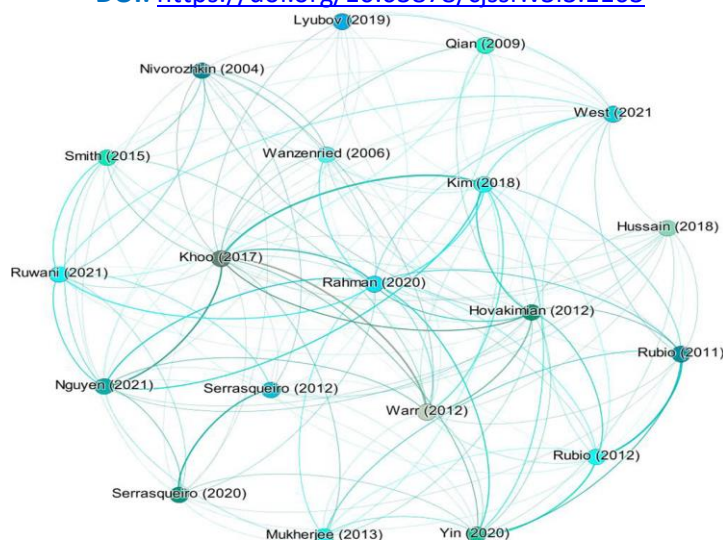 Lyubov (2019)
Qian (2009)
Nivorozhkin (2004)
West (2021
Smith (2015)
Wanzenried (2006)
Kim (2018)
Hussain (2018)
Khoo (2017)
Ruwani (2021)
Rahman (2020)
Hovakimian (2012)
Rubio (2011)
Nguyen (2021)
Serrasqueiro (2012)
Warr (2012)
Rubio (2012)
Serrasqueiro (2020)
Mukherjee (2013)
Yin (2020)